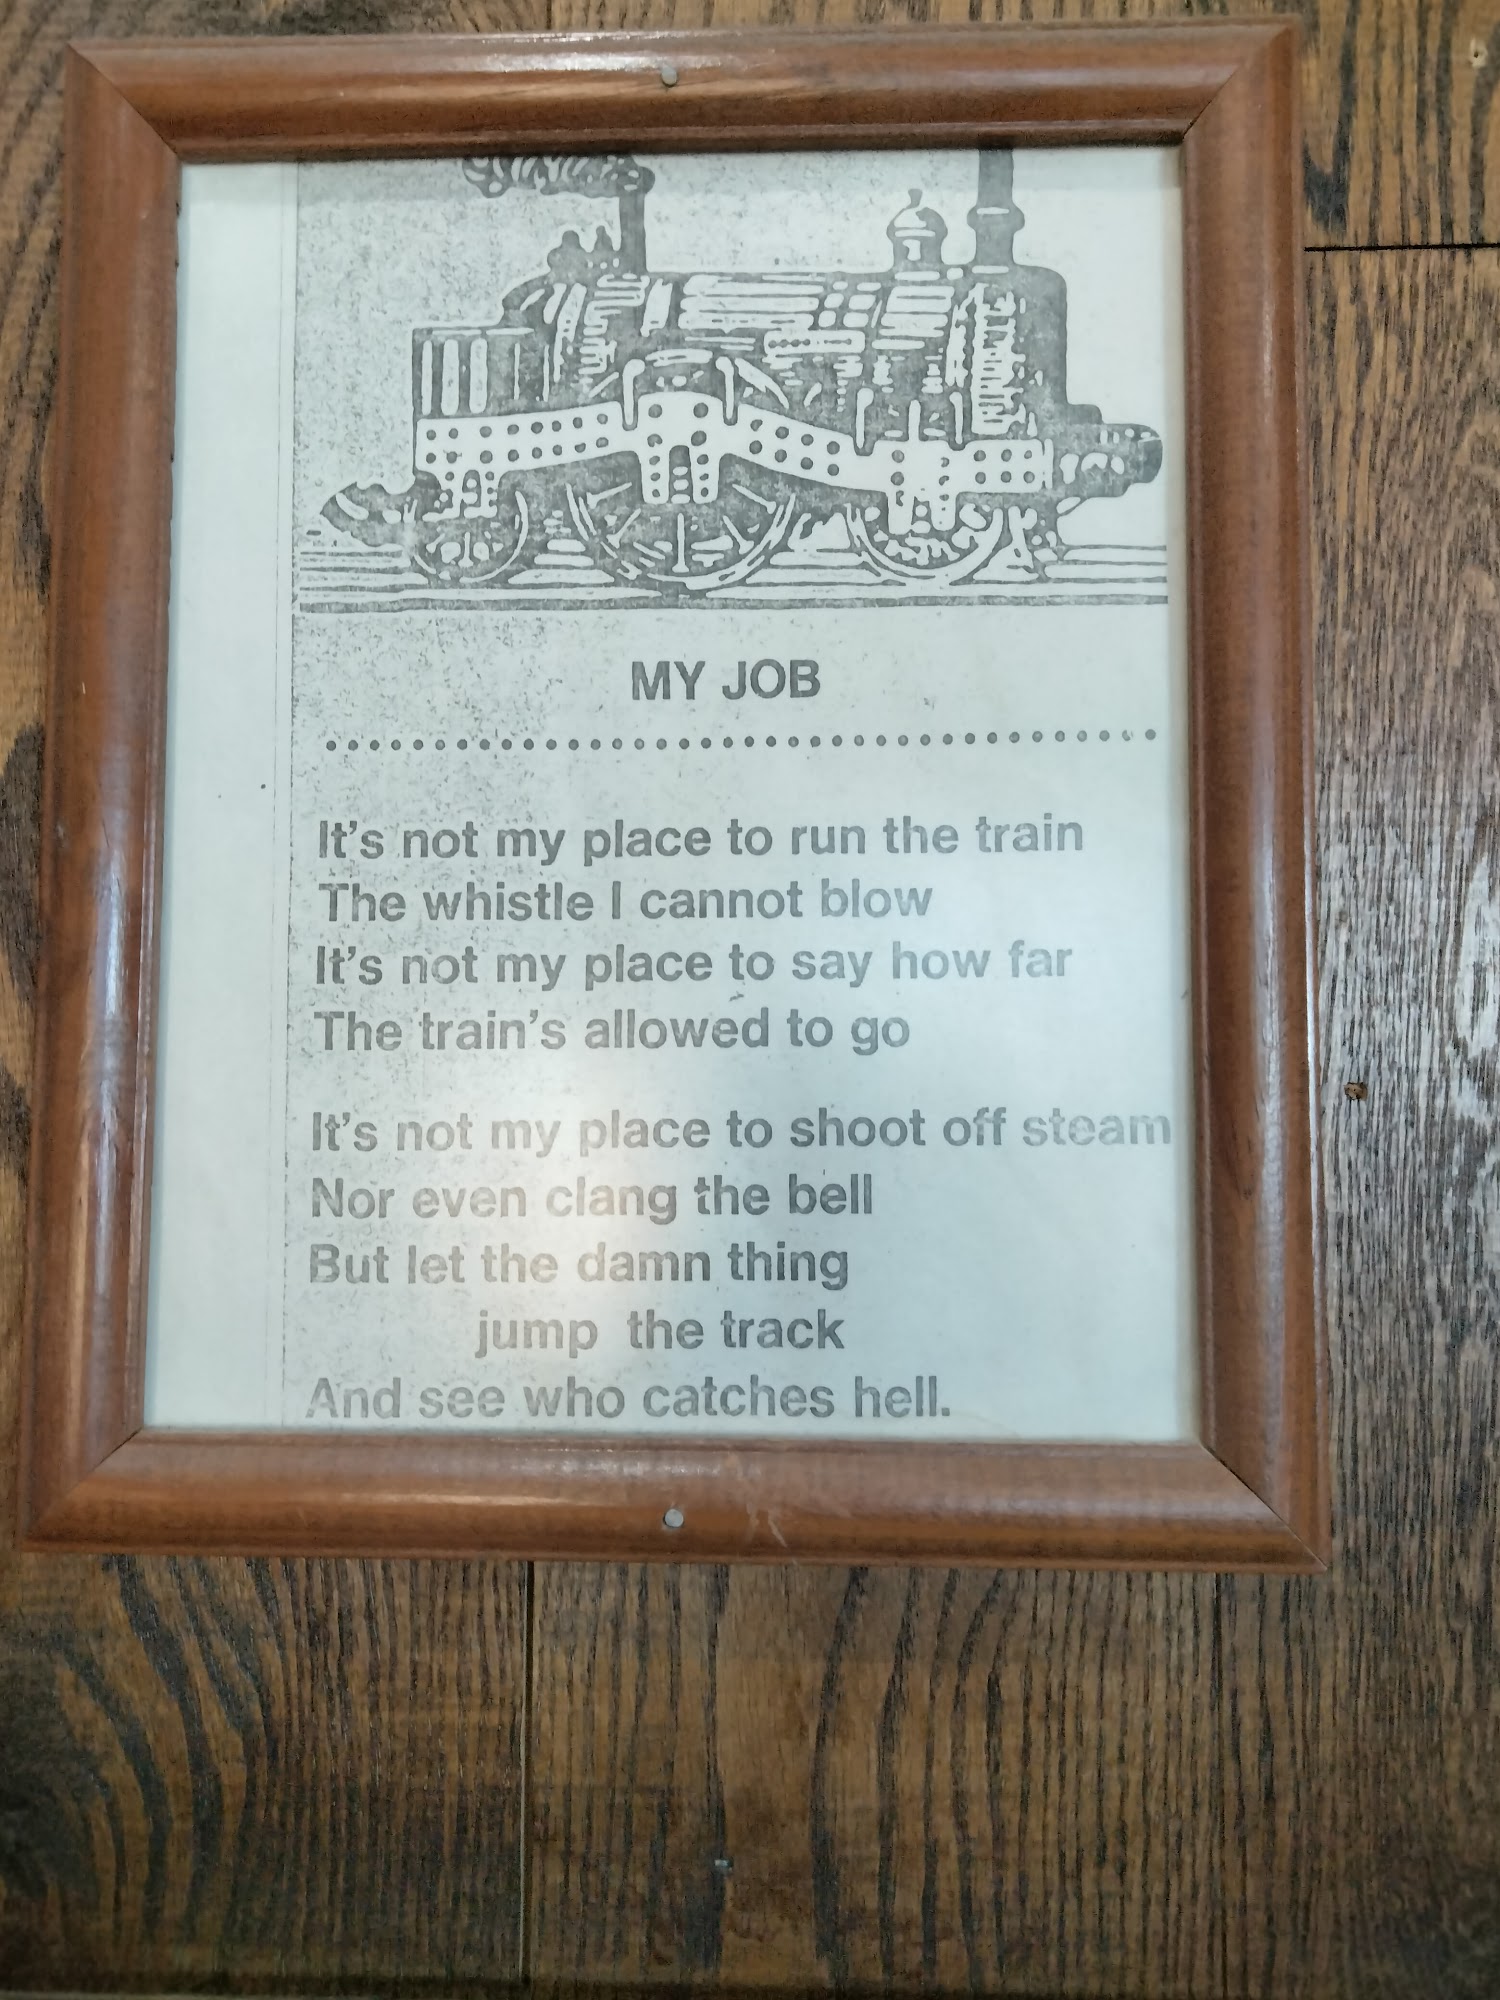 MY JOB
It's not my place to run the train
The whistle I cannot blow
It's not my place to say how far
The train's allowed to go
It's not my place to shoot off steam
Nor even clang the bell
But let the damn thing
jump the track
And see who catches hell.